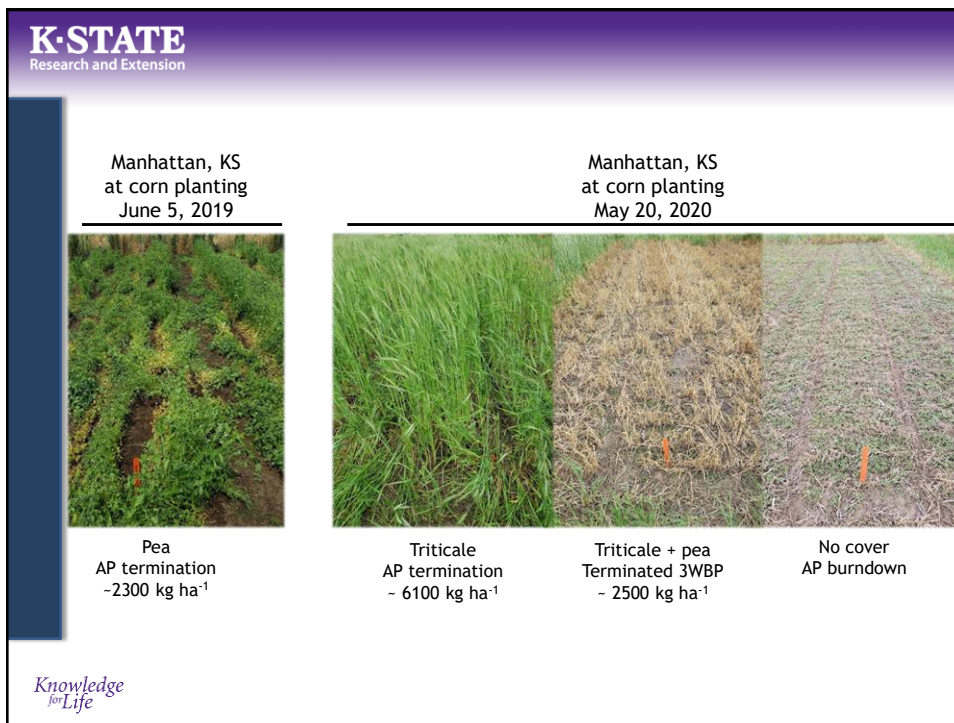 K·STATE
Research and Extension
Manhattan, KS
at corn planting
June 5, 2019
Manhattan, KS
at corn planting
May 20, 2020
Pea
AP termination
~2300 kg ha⁻¹
Triticale
AP termination
~ 6100 kg ha⁻¹
Triticale + pea
Terminated 3WBP
~ 2500 kg ha⁻¹
No cover
AP burndown
Knowledge
for Life